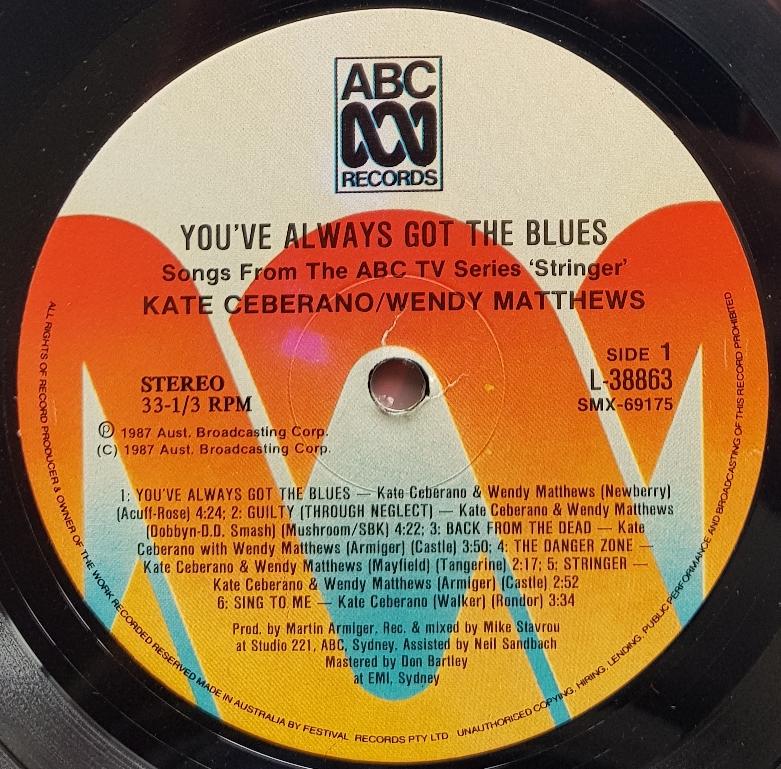 ABC
RECORDS
YOU'VE ALWAYS GOT THE BLUES
Songs From The ABC TV Series 'Stringer'
KATE CEBERANO/WENDY MATTHEWS
SIDE 1
STEREO
L-38863
33-1/3 RPM
SMX-69175
Ⓟ 1987 Aust. Broadcasting Corp.
(C) 1987 Aust. Broadcasting Corp.
1: YOU'VE ALWAYS GOT THE BLUES — Kate Ceberano & Wendy Matthews (Newberry)
(Acuff-Rose) 4:24; 2: GUILTY (THROUGH NEGLECT) — Kate Ceberano & Wendy Matthews
(Dobbyn-D.D. Smash) (Mushroom/SBK) 4:22; 3: BACK FROM THE DEAD — Kate
Ceberano with Wendy Matthews (Armiger) (Castle) 3:50; 4: THE DANGER ZONE —
Kate Ceberano & Wendy Matthews (Mayfield) (Tangerine) 2:17; 5: STRINGER —
Kate Ceberano & Wendy Matthews (Armiger) (Castle) 2:52
6: SING TO ME — Kate Ceberano (Walker) (Rondor) 3:34
Prod. by Martin Armiger, Rec. & mixed by Mike Stavrou
at Studio 221, ABC, Sydney. Assisted by Neil Sandbach
Mastered by Don Bartley
at EMI, Sydney
ALL RIGHTS OF RECORD PRODUCER & OWNER OF THE WORK RECORDED RESERVED MADE IN AUSTRALIA BY FESTIVAL RECORDS PTY LTD UNAUTHORISED COPYING, HIRING, LENDING, PUBLIC PERFORMANCE AND BROADCASTING OF THIS RECORD PROHIBITED